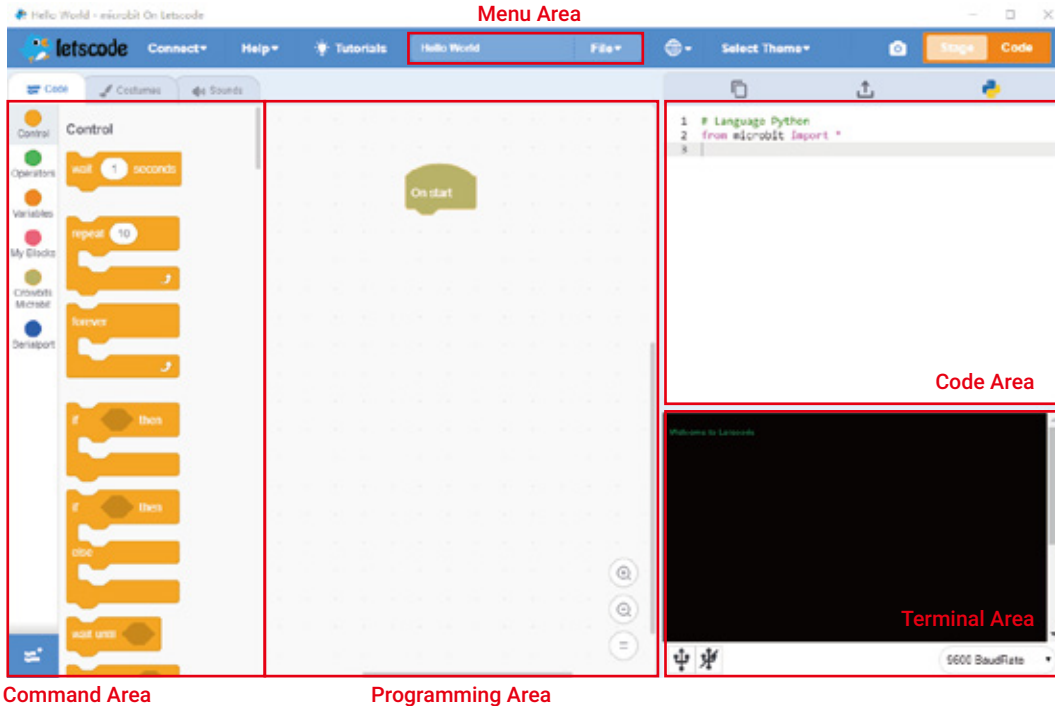 Hello World - microbit On Letscode
Menu Area
letscode Connect Help Tutorials Hello World File Select Theme Stage Code
Code Costumes Sounds
Control
Operators
Variables
My Blocks
Crowbits
Microbit
Serialport
Control
wait 1 seconds
repeat 10
forever
if then
if then
else
wait until
On start
1 # Language Python
2 from microbit import *
3
Code Area
Welcome to Letscode
Terminal Area
9600 BaudRate
Command Area
Programming Area